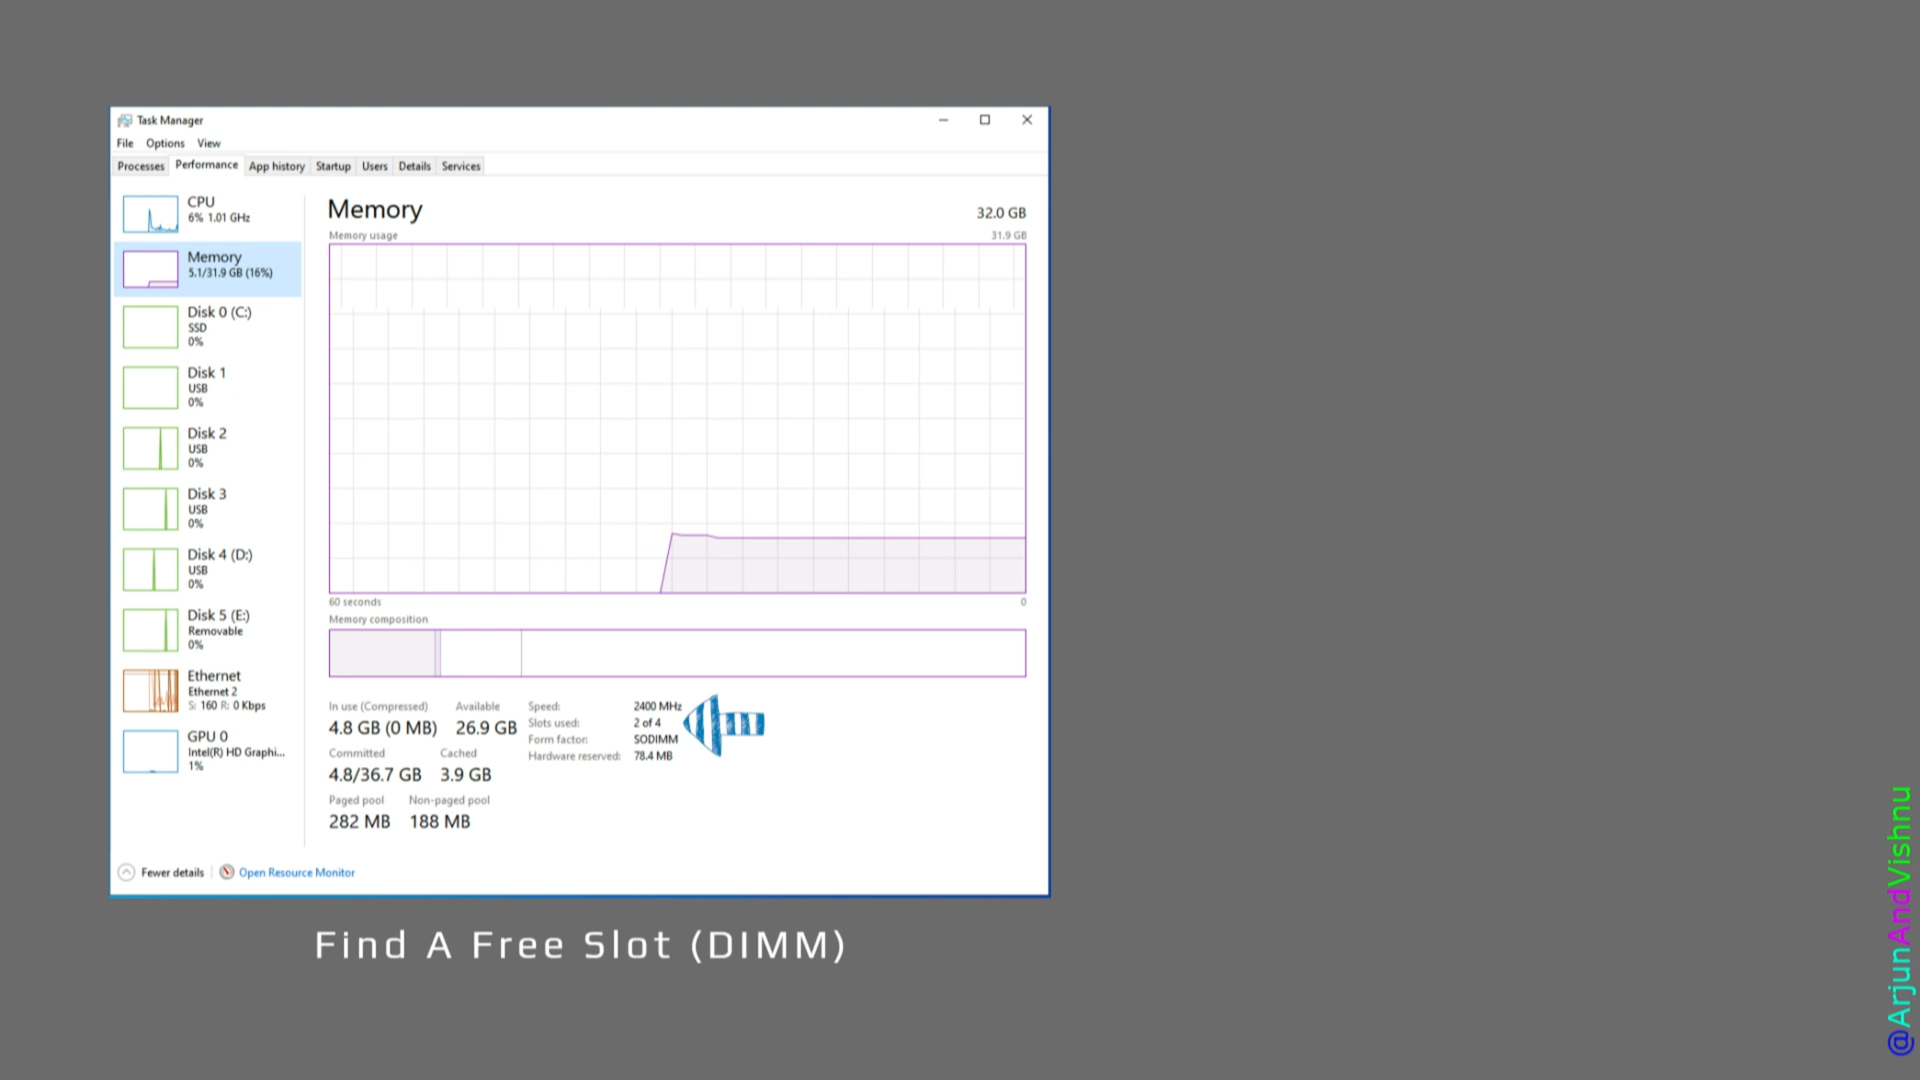 Task Manager
File Options View
Processes Performance App history Startup Users Details Services
CPU
6% 1.01 GHz
Memory
5.1/31.9 GB (16%)
Disk 0 (C:)
SSD
0%
Disk 1
USB
0%
Disk 2
USB
0%
Disk 3
USB
0%
Disk 4 (D:)
USB
0%
Disk 5 (E:)
Removable
0%
Ethernet
Ethernet 2
S: 160 R: 0 Kbps
GPU 0
Intel(R) HD Graphi...
1%
Memory 32.0 GB
Memory usage 31.9 GB
60 seconds 0
Memory composition
In use (Compressed) Available
4.8 GB (0 MB) 26.9 GB
Committed Cached
4.8/36.7 GB 3.9 GB
Paged pool Non-paged pool
282 MB 188 MB
Speed: 2400 MHz
Slots used: 2 of 4
Form factor: SODIMM
Hardware reserved: 78.4 MB
Fewer details Open Resource Monitor
Find A Free Slot (DIMM)
@ArjunAndVishnu